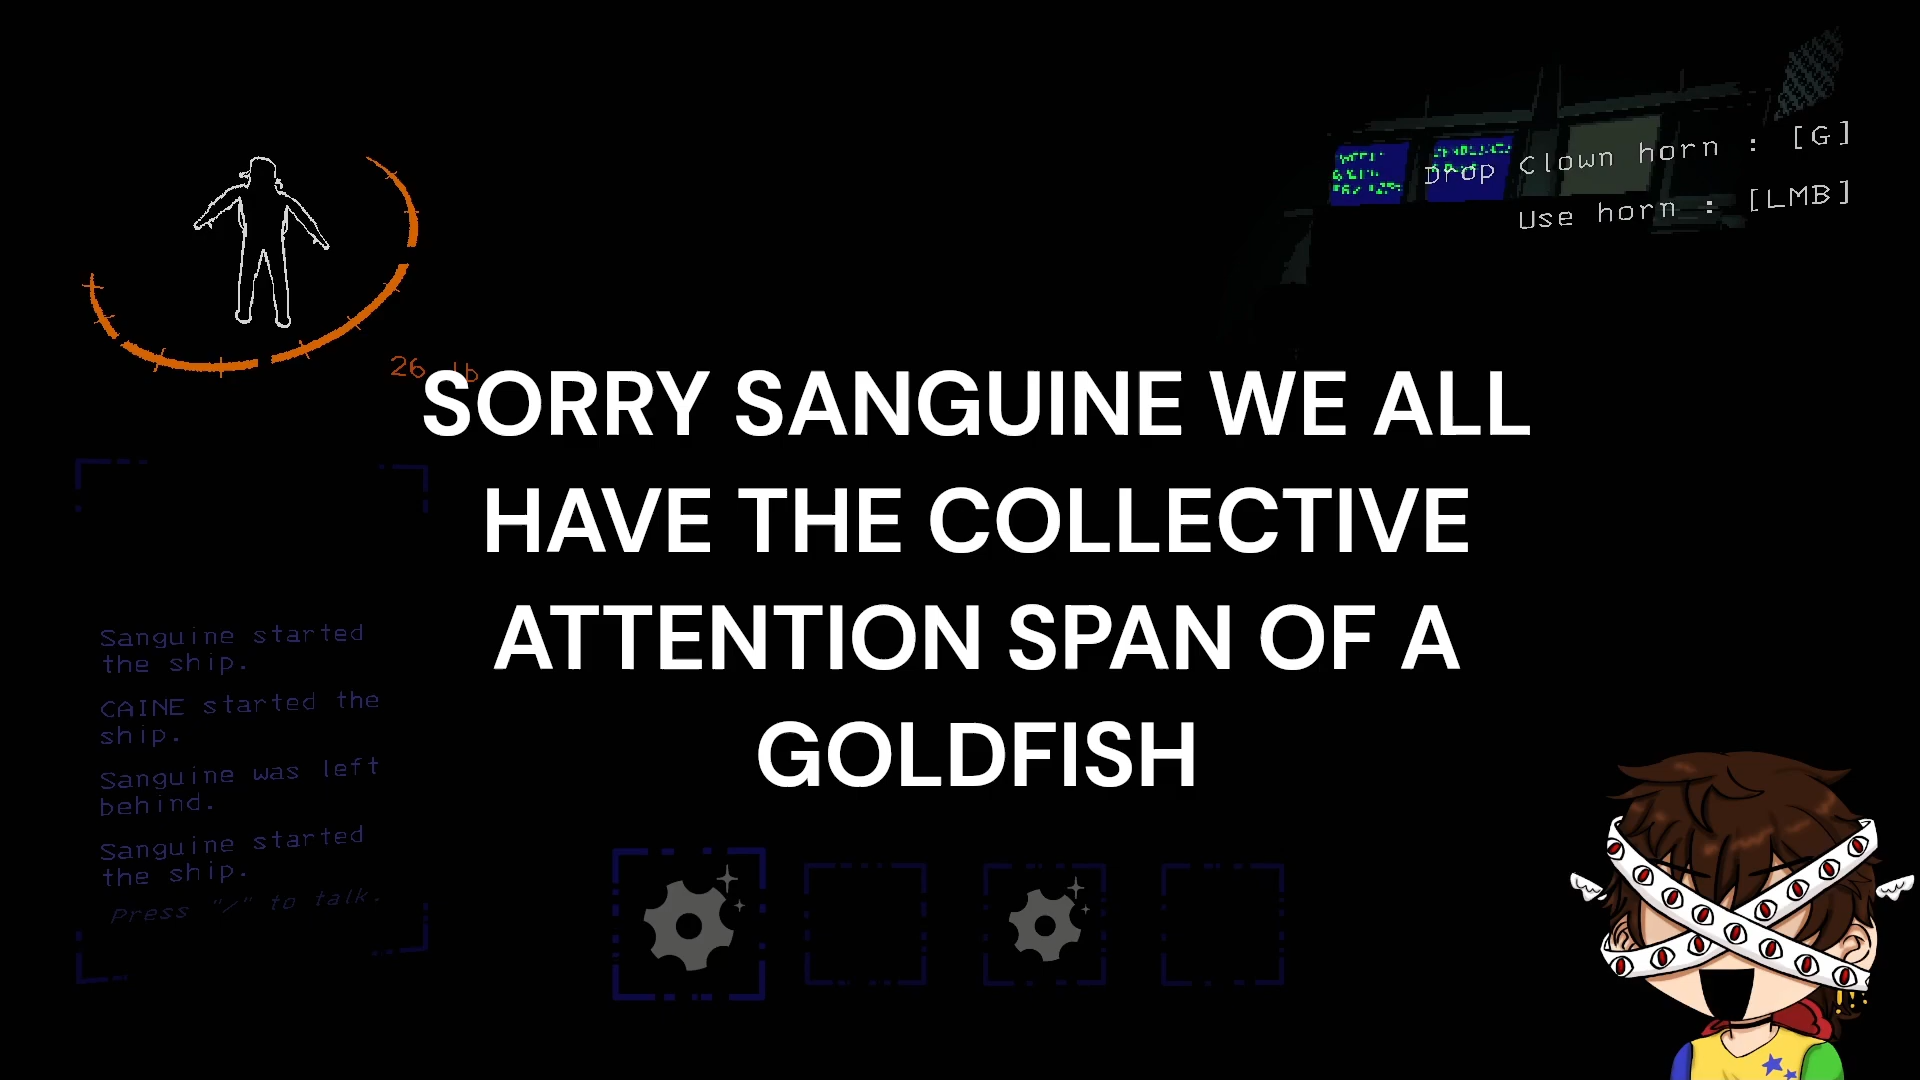 Drop Clown horn : [G]
Use horn : [LMB]
26 lb
SORRY SANGUINE WE ALL
HAVE THE COLLECTIVE
ATTENTION SPAN OF A
GOLDFISH
Sanguine started
the ship.
CAINE started the
ship.
Sanguine was left
behind.
Sanguine started
the ship.
Press "/" to talk.